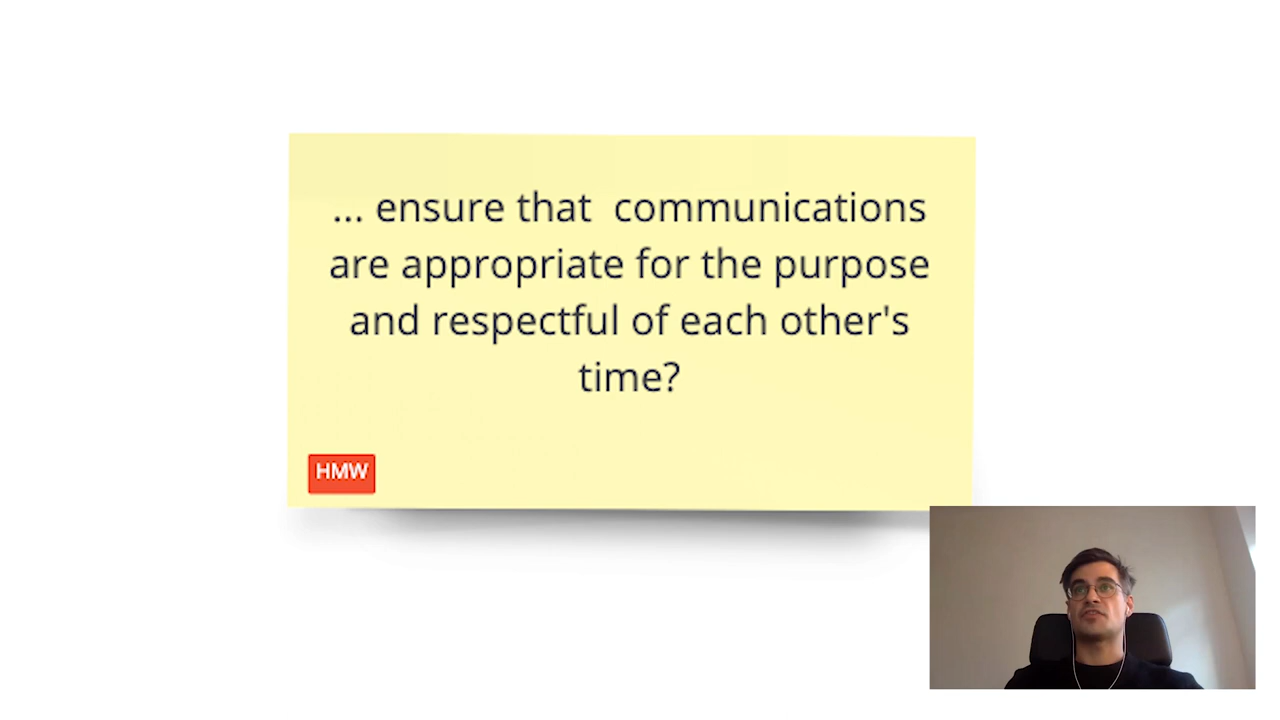 ... ensure that  communications
are appropriate for the purpose
and respectful of each other's
time?
HMW